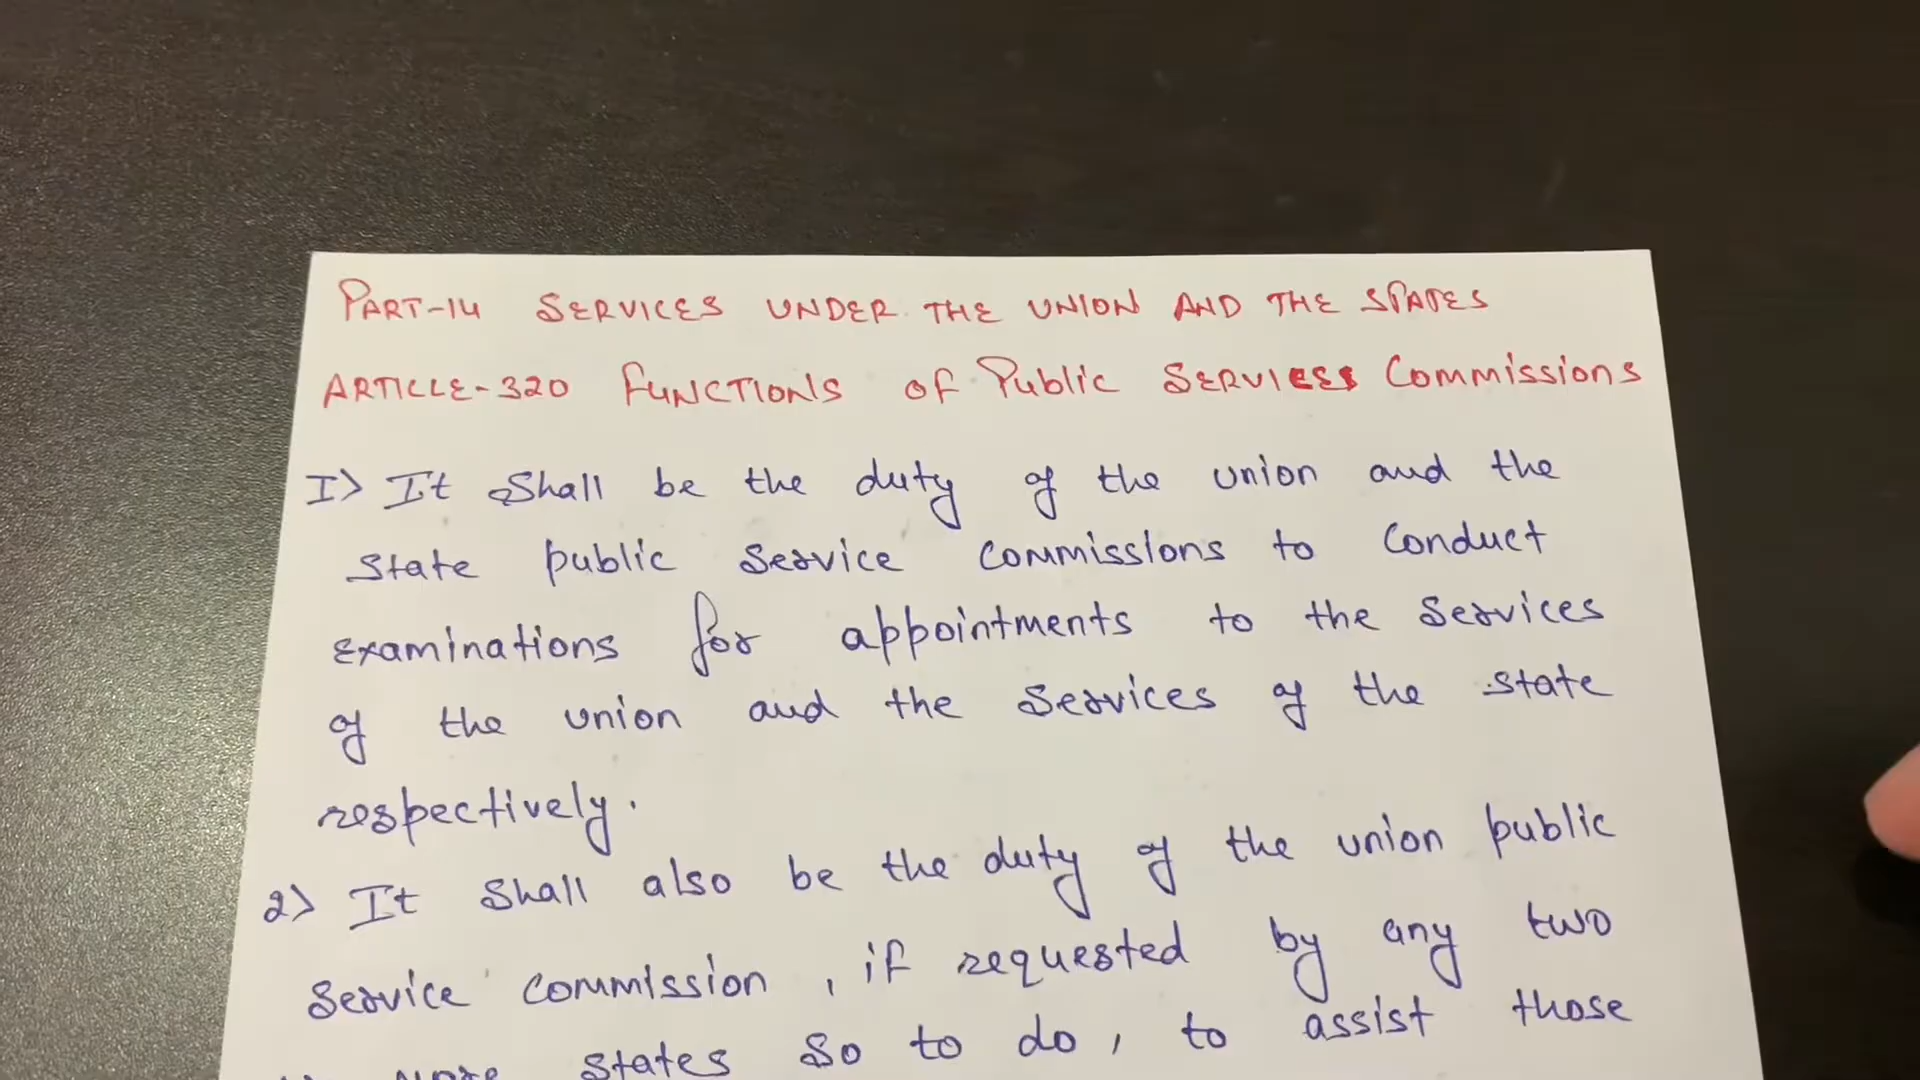 PART-14 SERVICES UNDER THE UNION AND THE STATES
ARTICLE-320 FUNCTIONS OF Public SERVICES Commissions
I> It shall be the duty of the union and the
state public service commissions to conduct
examinations for appointments to the services
of the union and the services of the state
respectively.
2> It shall also be the duty of the union public
service commission, if requested by any two
more states so to do, to assist those